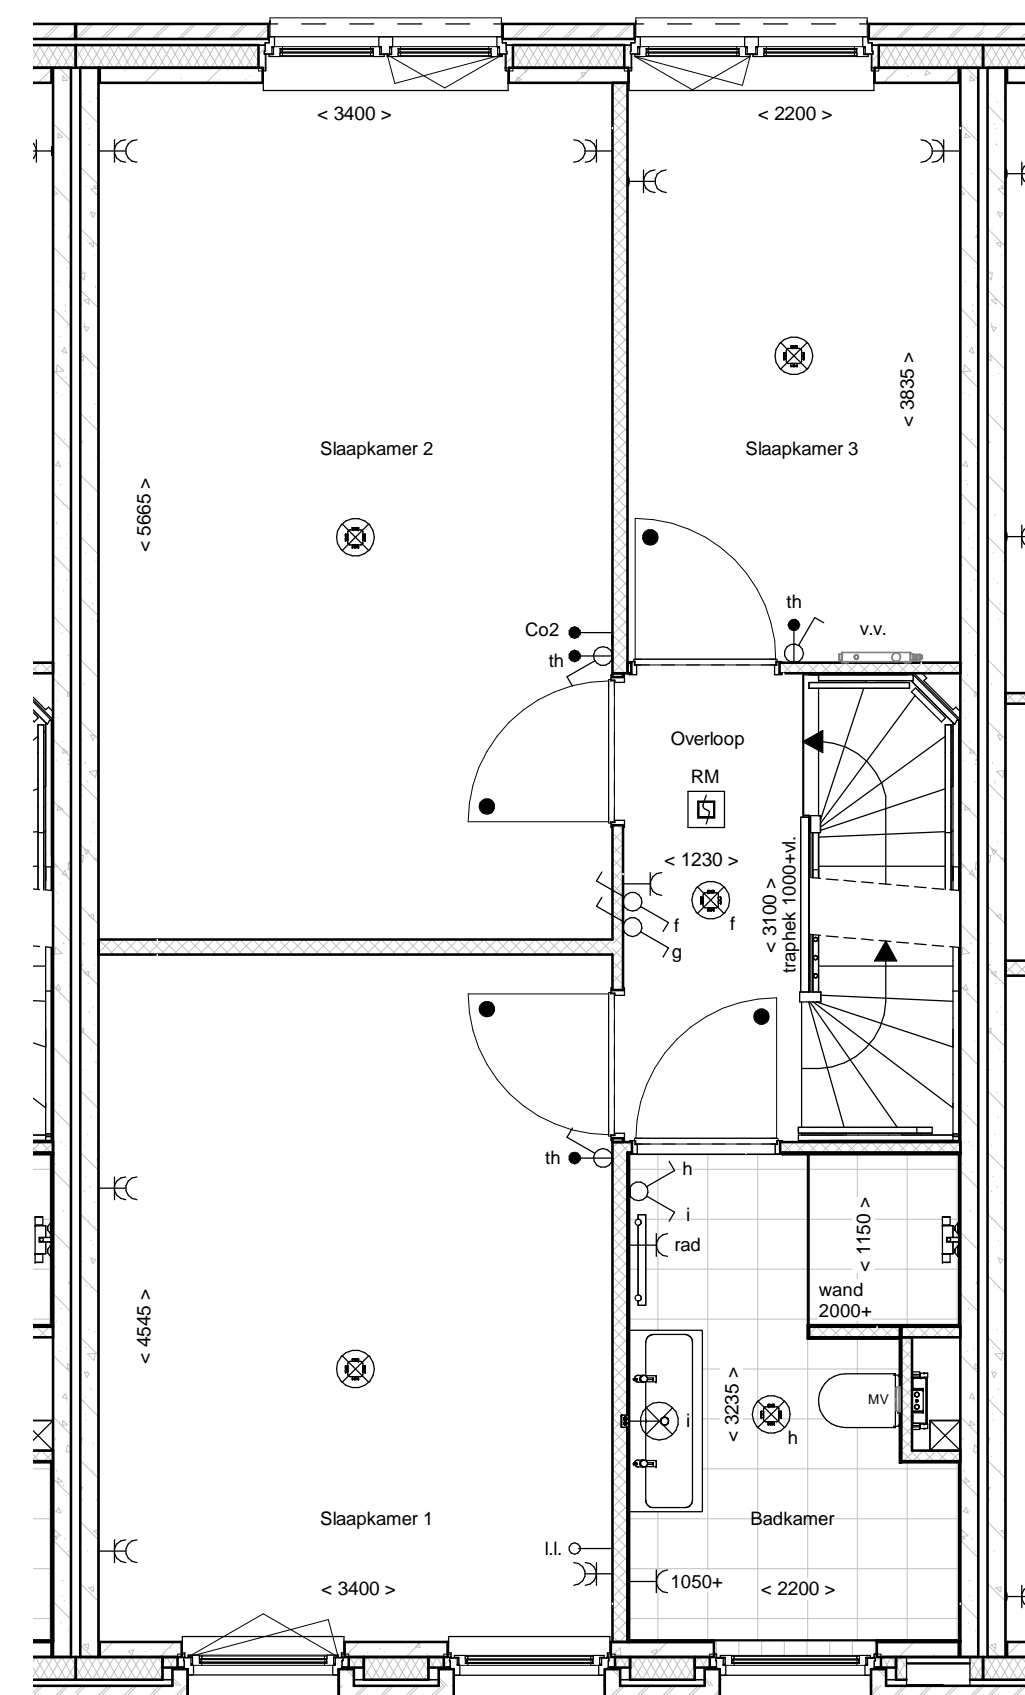 < 3400 >
< 2200 >
< 3835 >
Slaapkamer 2
Slaapkamer 3
< 5665 >
th
v.v.
Co2
th
Overloop
RM
< 1230 >
f
f
g
< 3100 >
traphek 1000+vl.
th
h
i
rad
< 1150 >
wand
2000+
< 4545 >
< 3235 >
MV
i
h
Slaapkamer 1
Badkamer
l.l.
1050+
< 3400 >
< 2200 >